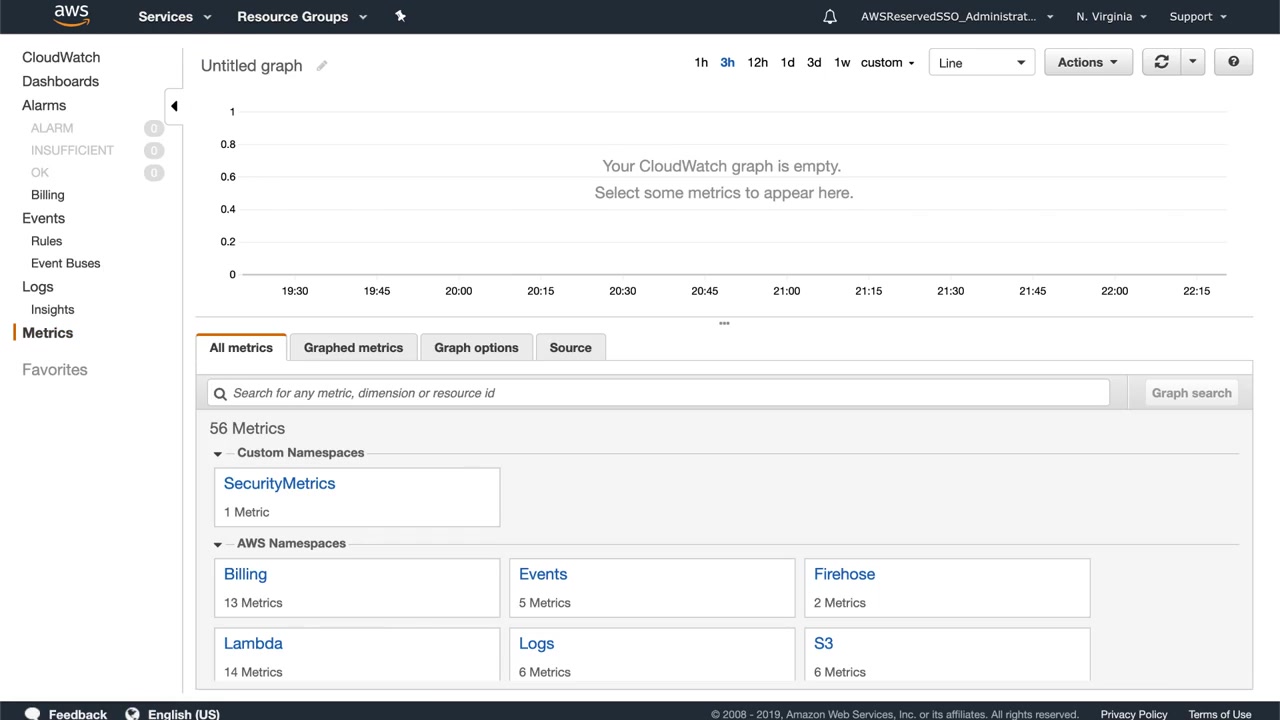 aws Services Resource Groups AWSReservedSSO_Administrat... N. Virginia Support
CloudWatch
Dashboards
Alarms
ALARM 0
INSUFFICIENT 0
OK 0
Billing
Events
Rules
Event Buses
Logs
Insights
Metrics
Favorites
Untitled graph
1h 3h 12h 1d 3d 1w custom Line Actions ?
1
0.8
0.6
0.4
0.2
0
Your CloudWatch graph is empty.
Select some metrics to appear here.
19:30 19:45 20:00 20:15 20:30 20:45 21:00 21:15 21:30 21:45 22:00 22:15
All metrics Graphed metrics Graph options Source
Search for any metric, dimension or resource id Graph search
56 Metrics
Custom Namespaces
SecurityMetrics
1 Metric
AWS Namespaces
Billing Events Firehose
13 Metrics 5 Metrics 2 Metrics
Lambda Logs S3
14 Metrics 6 Metrics 6 Metrics
Feedback English (US) © 2008 - 2019, Amazon Web Services, Inc. or its affiliates. All rights reserved. Privacy Policy Terms of Use